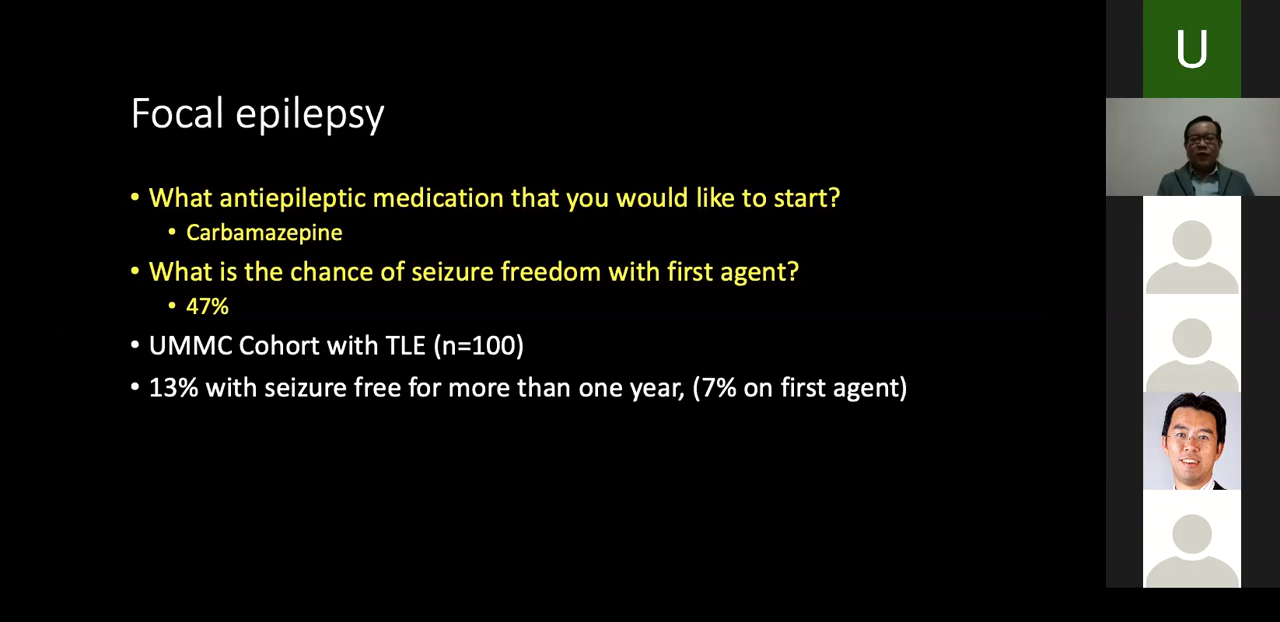 Focal epilepsy
• What antiepileptic medication that you would like to start?
• Carbamazepine
• What is the chance of seizure freedom with first agent?
• 47%
• UMMC Cohort with TLE (n=100)
• 13% with seizure free for more than one year, (7% on first agent)
U